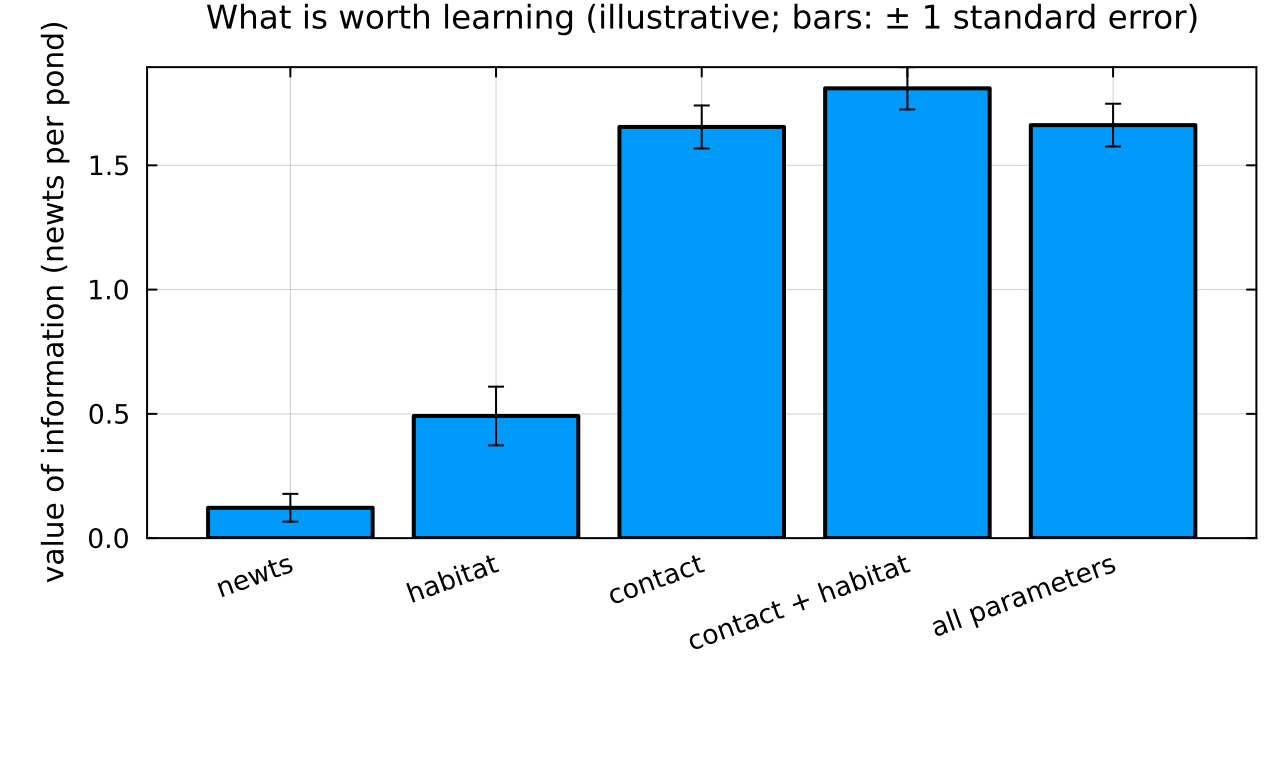 What is worth learning (illustrative; bars: ± 1 standard error)
value of information (newts per pond)
1.5
1.0
0.5
0.0
newts
habitat
contact
contact + habitat
all parameters